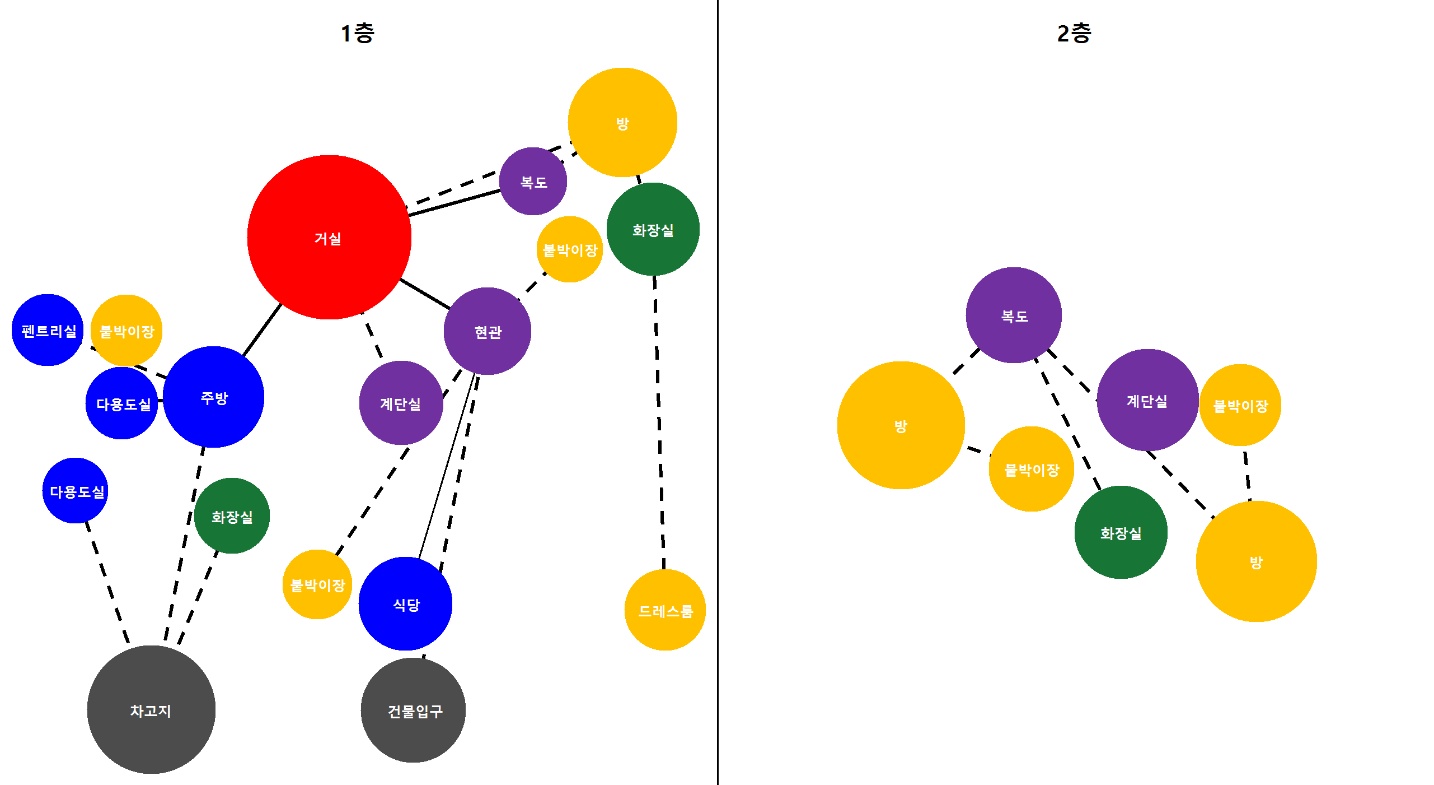 1층
방
복도
화장실
거실
붙박이장
펜트리실
붙박이장
현관
다용도실
주방
계단실
다용도실
화장실
붙박이장
식당
드레스룸
차고지
건물입구
2층
복도
방
계단실
붙박이장
붙박이장
화장실
방